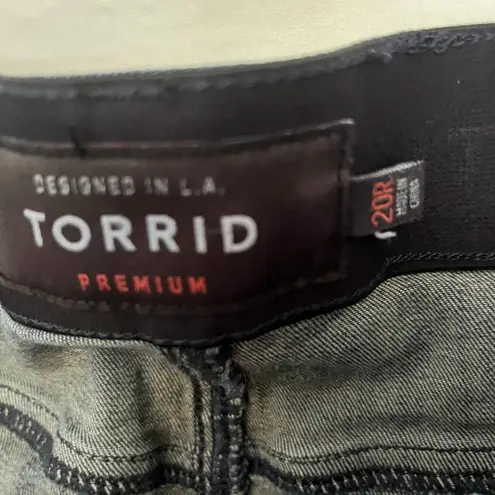 DESIGNED IN L.A.
TORRID
PREMIUM
20R
MADE IN
CHINA